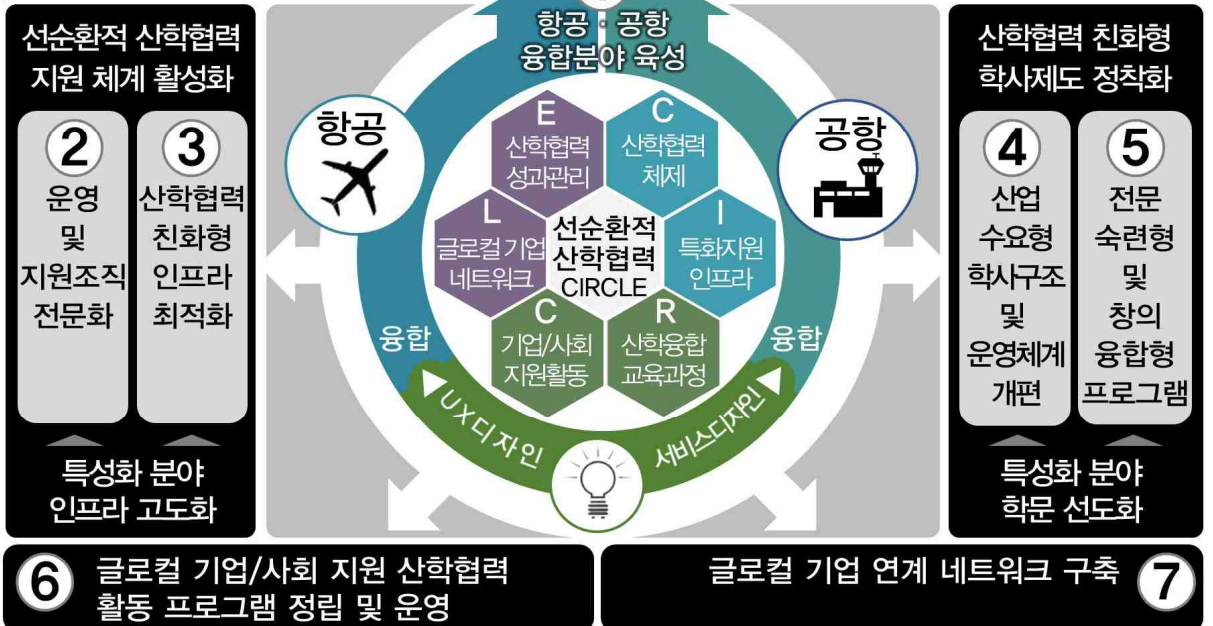 항공·공항
융합분야 육성
선순환적 산학협력
지원 체계 활성화
②
운영
및
지원조직
전문화
③
산학협력
친화형
인프라
최적화
특성화 분야
인프라 고도화
항공
공항
E
산학협력
성과관리
C
산학협력
체제
L
글로컬 기업
네트워크
선순환적
산학협력
CIRCLE
I
특화지원
인프라
C
기업/사회
지원활동
R
산학융합
교육과정
융합
융합
UX디자인
서비스디자인
산학협력 친화형
학사제도 정착화
④
산업
수요형
학사구조
및
운영체계
개편
⑤
전문
숙련형
및
창의
융합형
프로그램
특성화 분야
학문 선도화
⑥
글로컬 기업/사회 지원 산학협력
활동 프로그램 정립 및 운영
글로컬 기업 연계 네트워크 구축
⑦